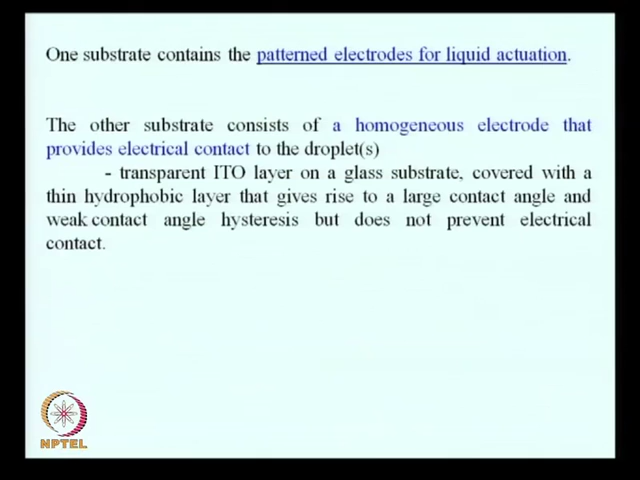 One substrate contains the patterned electrodes for liquid actuation.
The other substrate consists of a homogeneous electrode that
provides electrical contact to the droplet(s)
- transparent ITO layer on a glass substrate, covered with a
thin hydrophobic layer that gives rise to a large contact angle and
weak contact angle hysteresis but does not prevent electrical
contact.
NPTEL